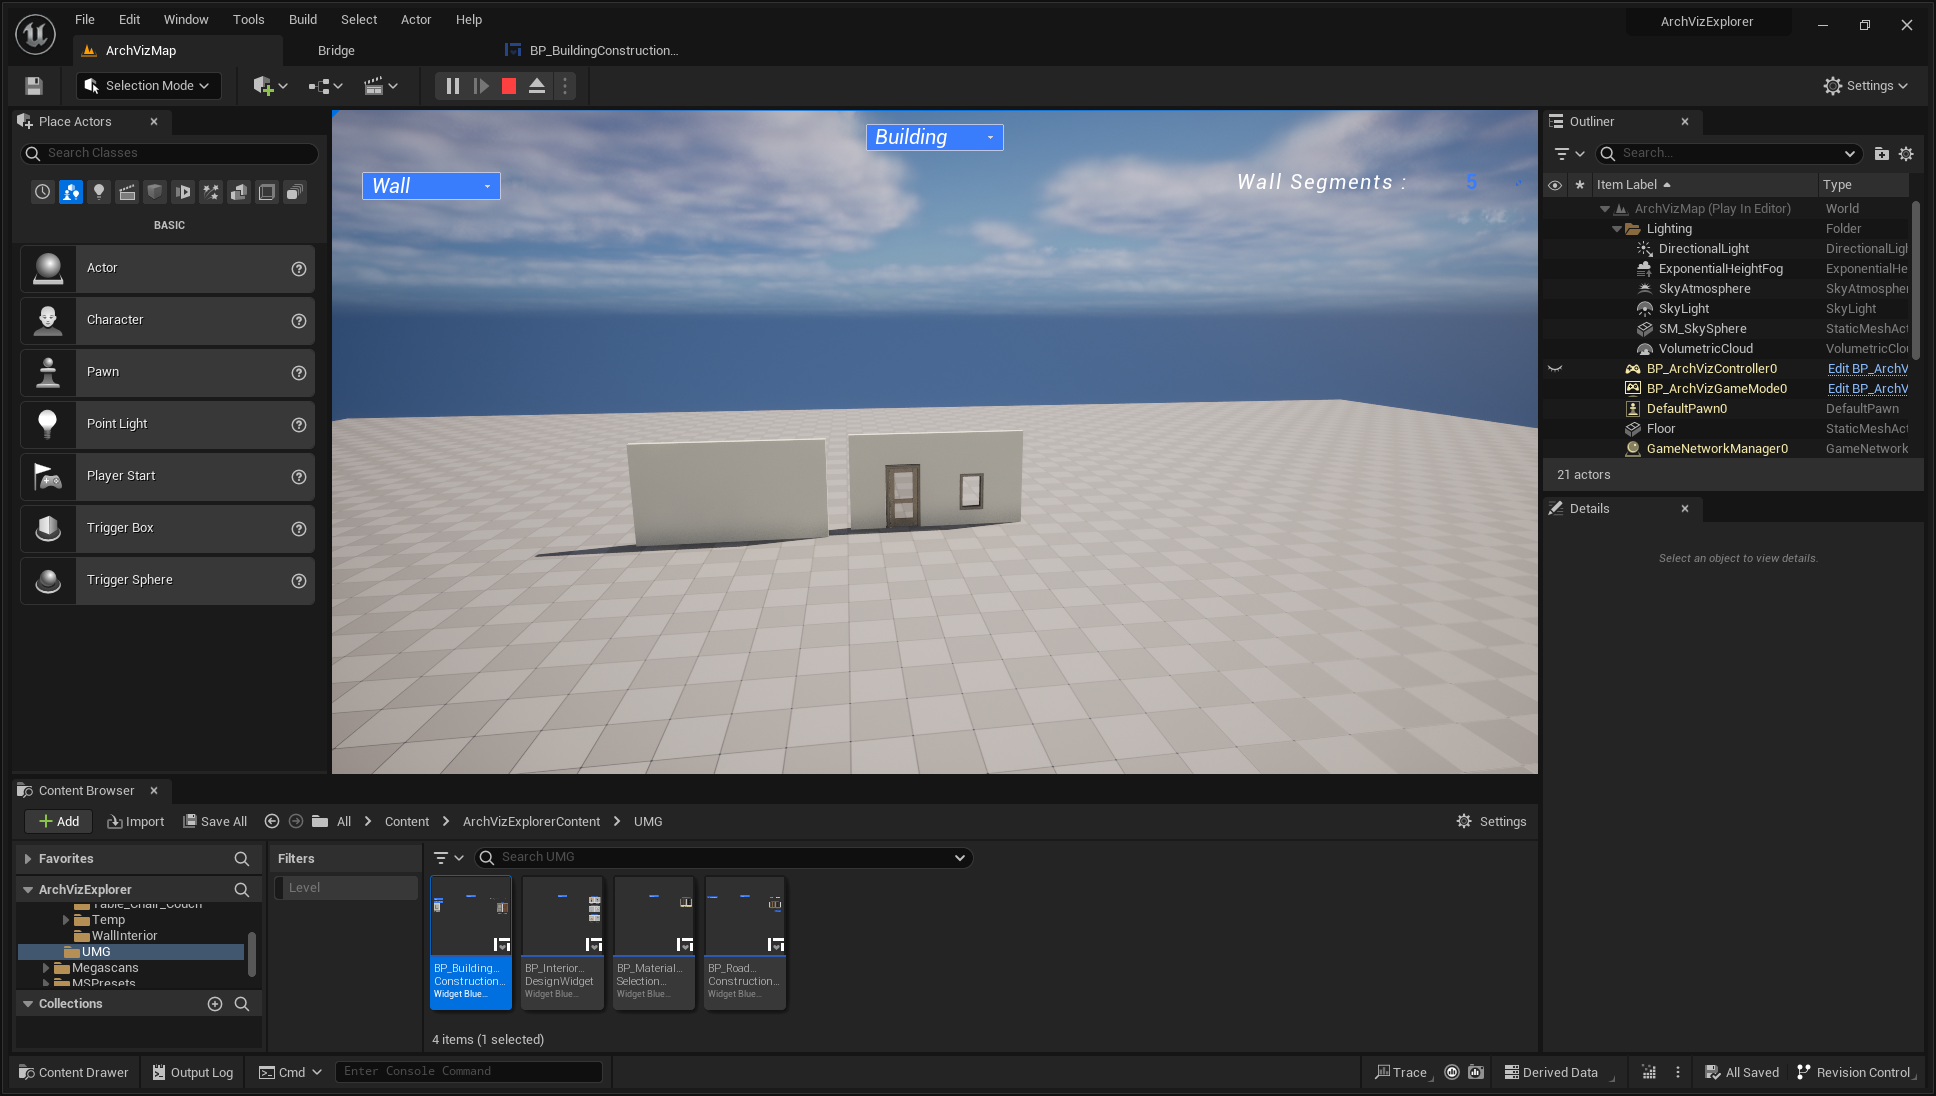 File Edit Window Tools Build Select Actor Help
ArchVizExplorer
ArchVizMap
Bridge
BP_BuildingConstruction...
Selection Mode
Settings
Place Actors
Search Classes
BASIC
Actor
Character
Pawn
Point Light
Player Start
Trigger Box
Trigger Sphere
Building
Wall
Wall Segments : 5
Outliner
Search...
Item Label Type
ArchVizMap (Play In Editor) World
Lighting Folder
DirectionalLight DirectionalLigh
ExponentialHeightFog ExponentialHe
SkyAtmosphere SkyAtmospher
SkyLight SkyLight
SM_SkySphere StaticMeshAct
VolumetricCloud VolumetricClou
BP_ArchVizController0 Edit BP_ArchV
BP_ArchVizGameMode0 Edit BP_ArchV
DefaultPawn0 DefaultPawn
Floor StaticMeshAct
GameNetworkManager0 GameNetwork
21 actors
Details
Select an object to view details.
Content Browser
Add Import Save All All Content ArchVizExplorerContent UMG Settings
Favorites
ArchVizExplorer
Table_Chair_Couch
Temp
WallInterior
UMG
Megascans
MSPresets
Collections
Filters
Level
Search UMG
BP_Building...
Construction...
Widget Blue...
BP_Interior...
DesignWidget
Widget Blue...
BP_Material...
Selection...
Widget Blue...
BP_Road...
Construction...
Widget Blue...
4 items (1 selected)
Content Drawer Output Log Cmd Enter Console Command Trace Derived Data All Saved Revision Control